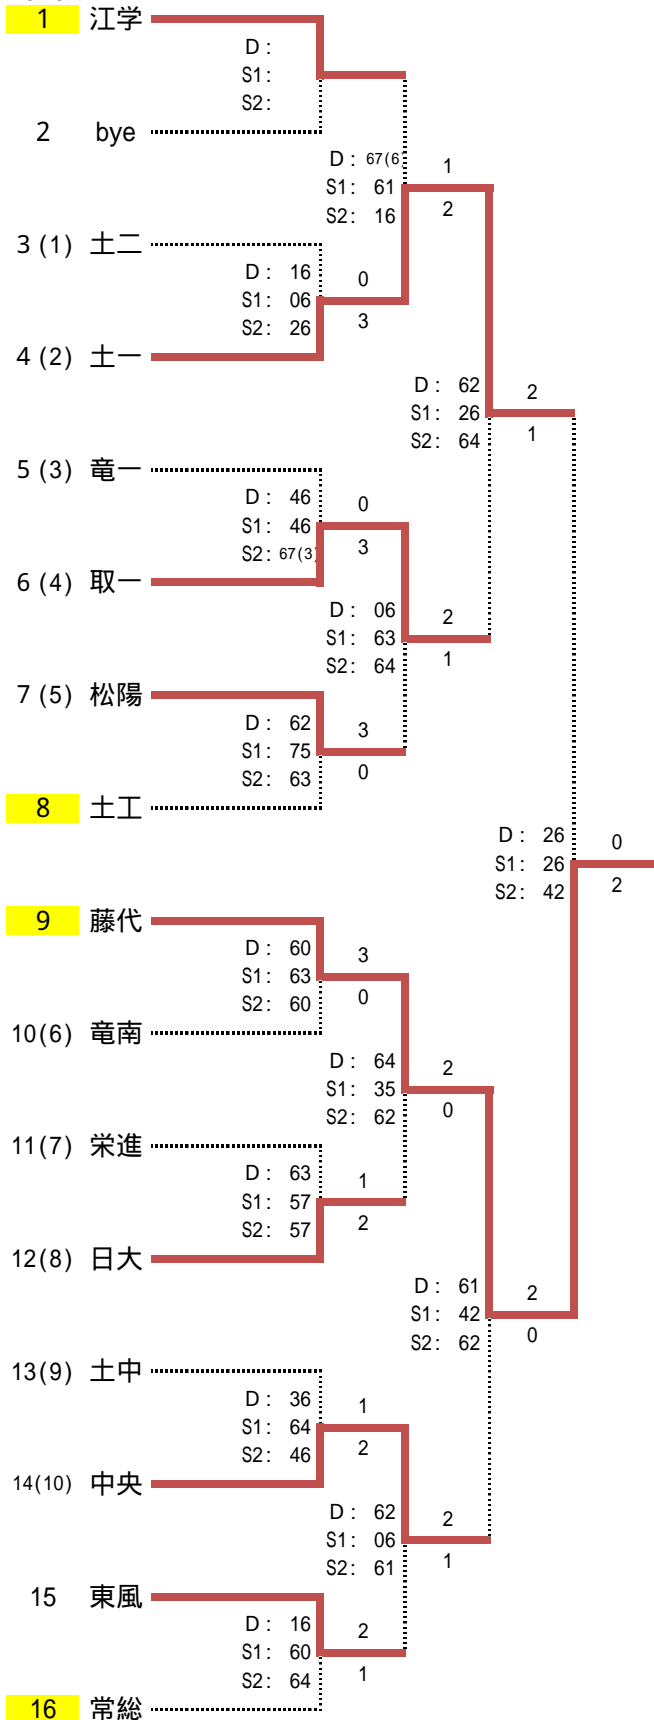 1 江学
D :
S1:
S2:
2 bye
D : 67(6
S1: 61
S2: 16
1
2
3 (1) 土二
D : 16
S1: 06
S2: 26
0
3
4 (2) 土一
D : 62
S1: 26
S2: 64
2
1
5 (3) 竜一
D : 46
S1: 46
S2: 67(3)
0
3
6 (4) 取一
D : 06
S1: 63
S2: 64
2
1
7 (5) 松陽
D : 62
S1: 75
S2: 63
3
0
8 土工
D : 26
S1: 26
S2: 42
0
2
9 藤代
D : 60
S1: 63
S2: 60
3
0
10(6) 竜南
D : 64
S1: 35
S2: 62
2
0
11(7) 栄進
D : 63
S1: 57
S2: 57
1
2
12(8) 日大
D : 61
S1: 42
S2: 62
2
0
13(9) 土中
D : 36
S1: 64
S2: 46
1
2
14(10) 中央
D : 62
S1: 06
S2: 61
2
1
15 東風
D : 16
S1: 60
S2: 64
2
1
16 常総